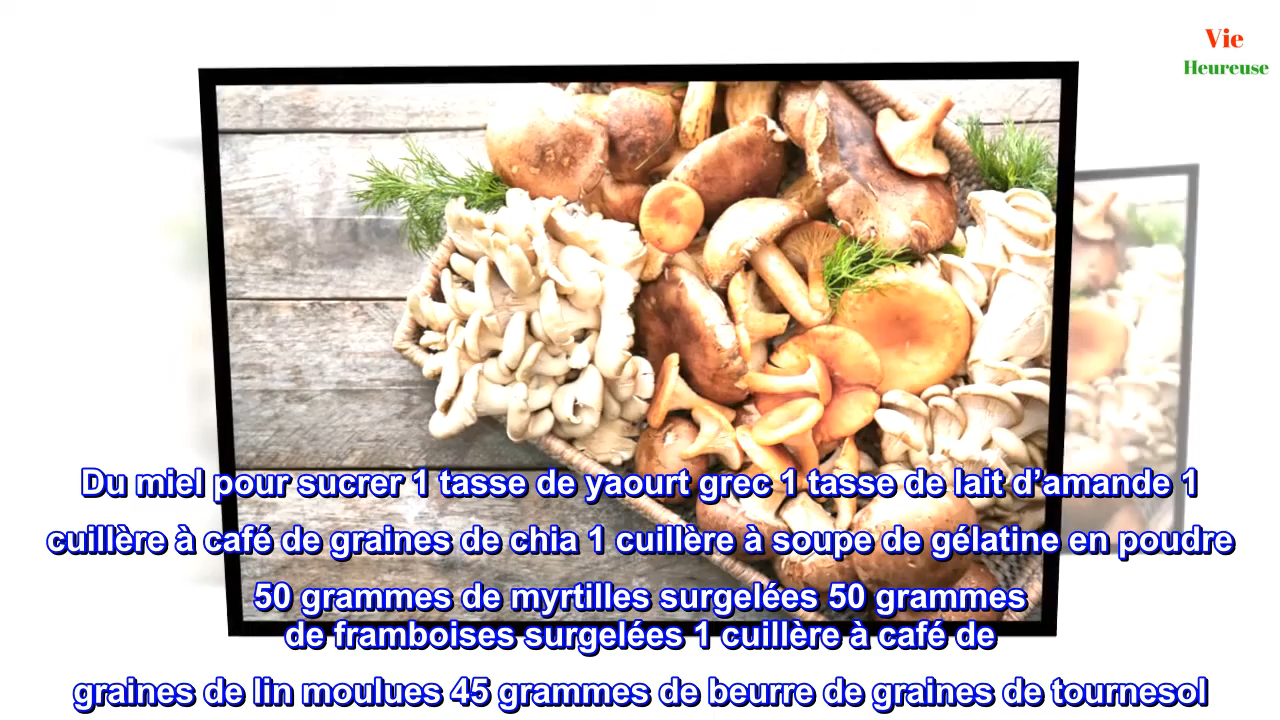 Vie
Heureuse
Du miel pour sucrer 1 tasse de yaourt grec 1 tasse de lait d’amande 1
cuillère à café de graines de chia 1 cuillère à soupe de gélatine en poudre
50 grammes de myrtilles surgelées 50 grammes
de framboises surgelées 1 cuillère à café de
graines de lin moulues 45 grammes de beurre de graines de tournesol